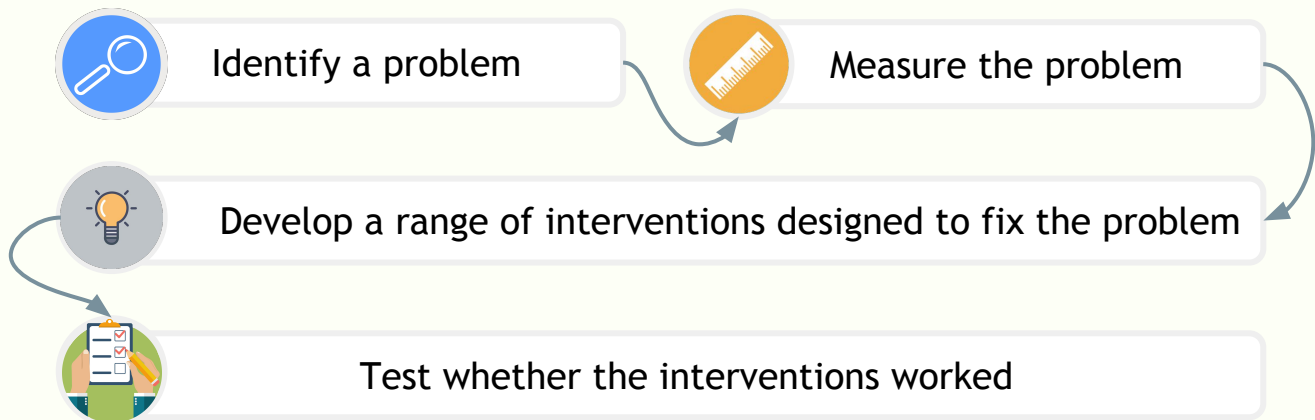 Identify a problem
Measure the problem
Develop a range of interventions designed to fix the problem
Test whether the interventions worked